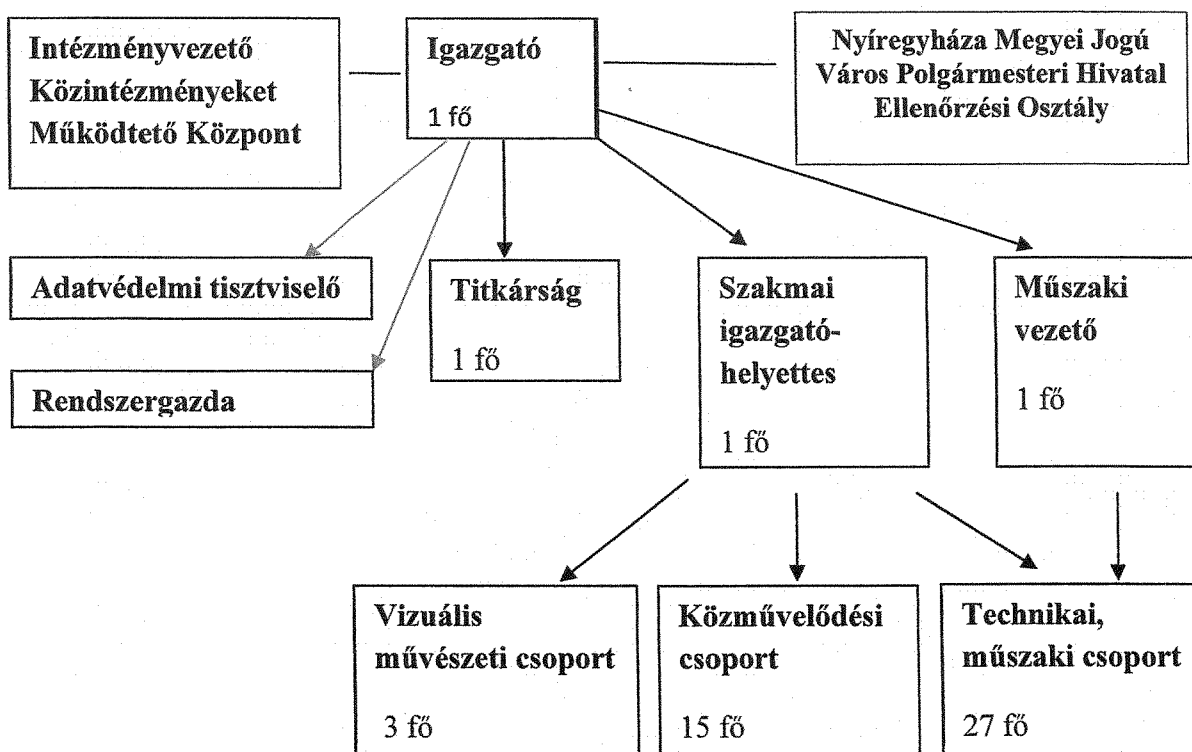 Intézményvezető
Közintézményeket
Működtető Központ
Igazgató
1 fő
Nyíregyháza Megyei Jogú
Város Polgármesteri Hivatal
Ellenőrzési Osztály
Adatvédelmi tisztviselő
Rendszergazda
Titkárság
1 fő
Szakmai
igazgató-
helyettes
1 fő
Műszaki
vezető
1 fő
Vizuális
művészeti csoport
3 fő
Közművelődési
csoport
15 fő
Technikai,
műszaki csoport
27 fő